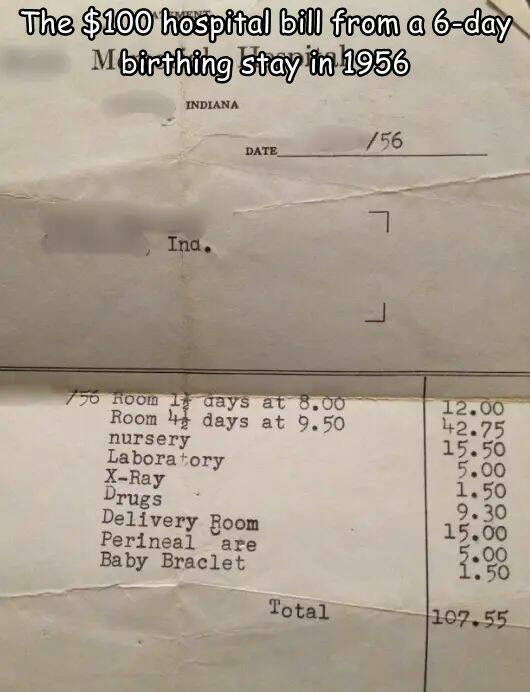 The $100 hospital bill from a 6-day
birthing stay in 1956
INDIANA
DATE /56
Ind.
/56 Room 1½ days at 8.00 12.00
Room 4½ days at 9.50 42.75
nursery 15.50
Laboratory 5.00
X-Ray 1.50
Drugs 9.30
Delivery Room 15.00
Perineal are 5.00
Baby Braclet 1.50
Total 107.55